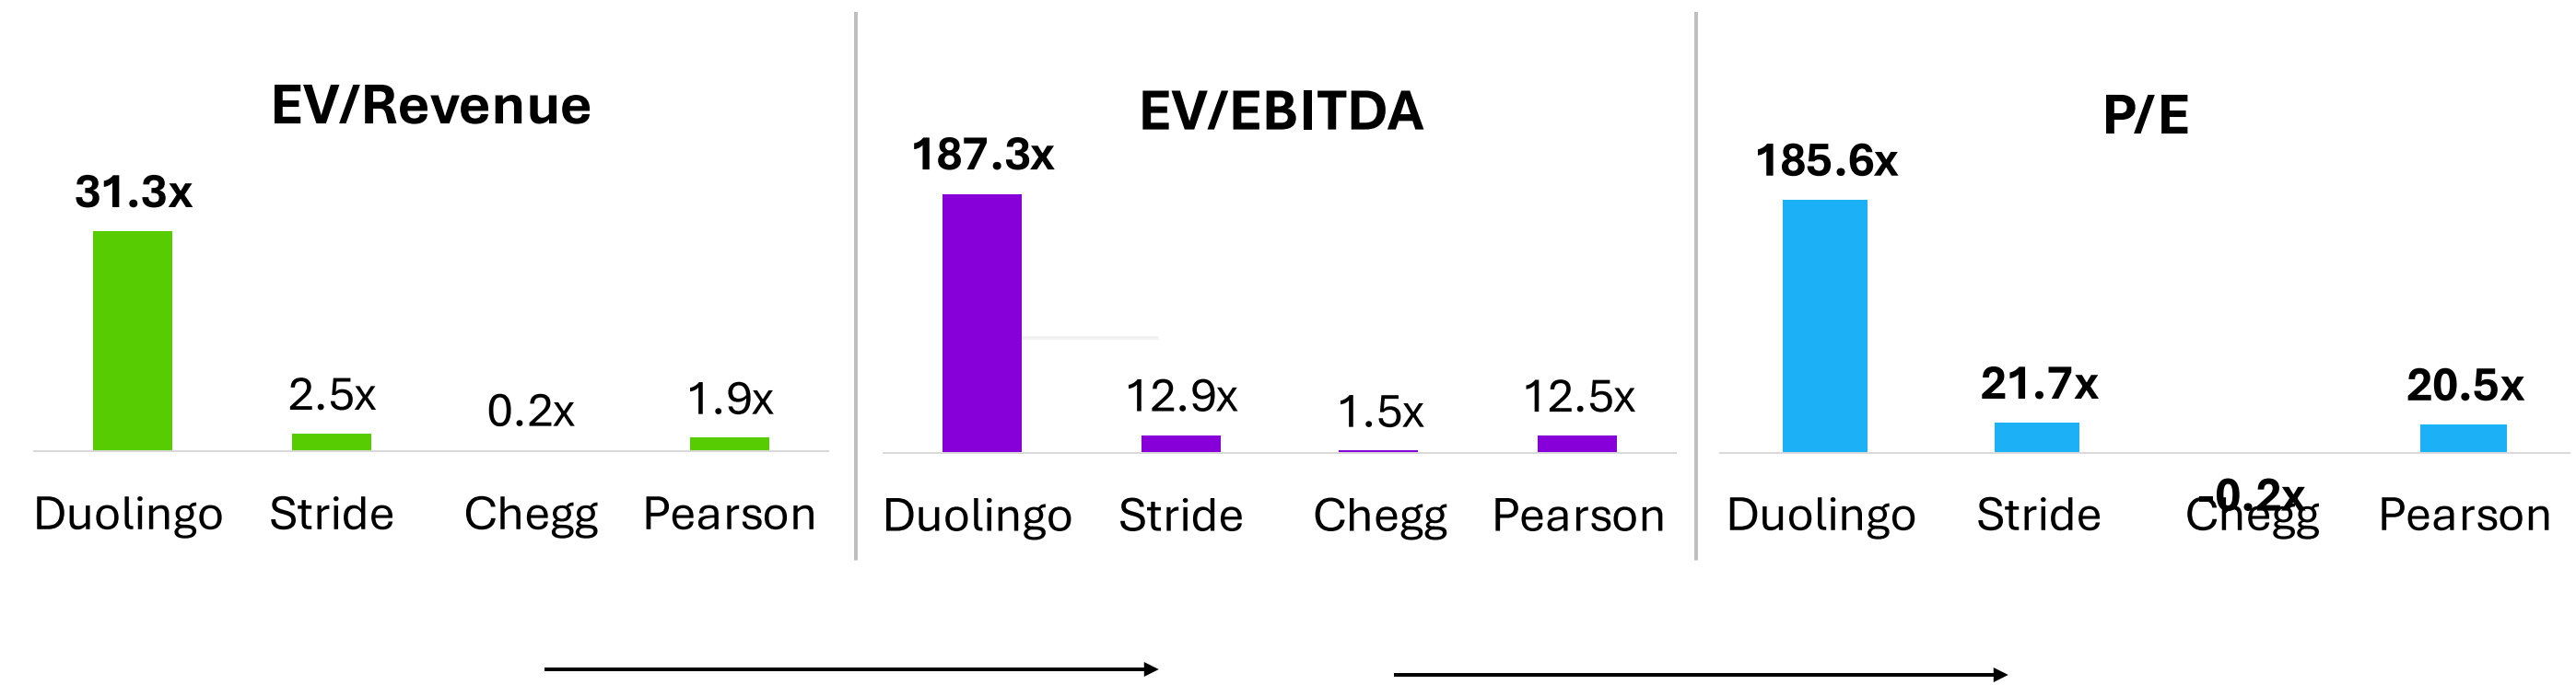 EV/Revenue
31.3x
2.5x
0.2x
1.9x
Duolingo Stride Chegg Pearson
EV/EBITDA
187.3x
12.9x
1.5x
12.5x
Duolingo Stride Chegg Pearson
P/E
185.6x
21.7x
-0.2x
20.5x
Duolingo Stride Chegg Pearson